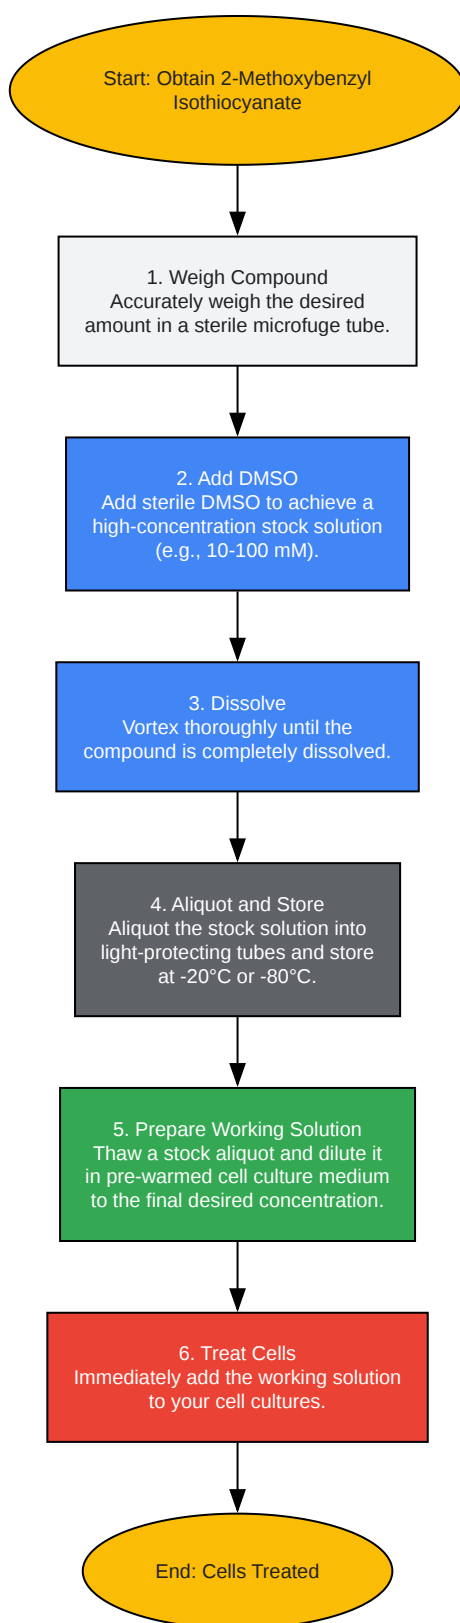 Start: Obtain 2-Methoxybenzyl
Isothiocyanate
1. Weigh Compound
Accurately weigh the desired
amount in a sterile microfuge tube.
2. Add DMSO
Add sterile DMSO to achieve a
high-concentration stock solution
(e.g., 10-100 mM).
3. Dissolve
Vortex thoroughly until the
compound is completely dissolved.
4. Aliquot and Store
Aliquot the stock solution into
light-protecting tubes and store
at -20°C or -80°C.
5. Prepare Working Solution
Thaw a stock aliquot and dilute it
in pre-warmed cell culture medium
to the final desired concentration.
6. Treat Cells
Immediately add the working solution
to your cell cultures.
End: Cells Treated